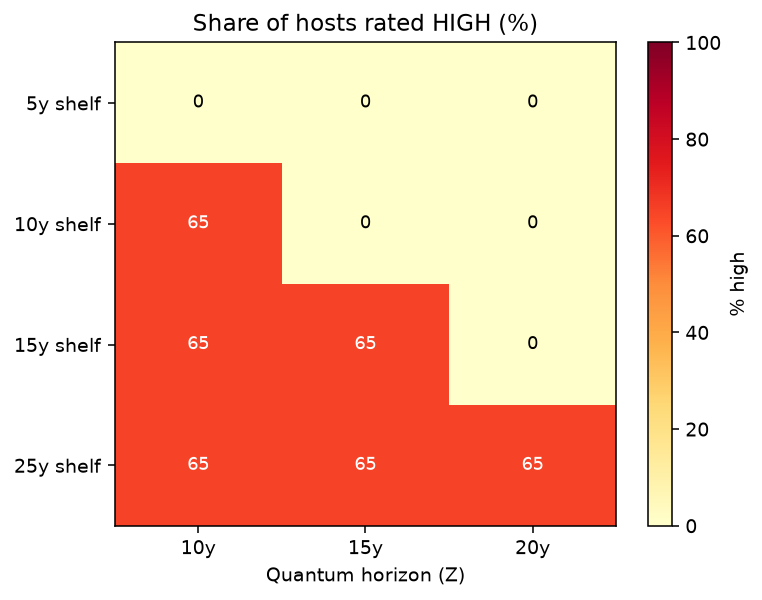 Share of hosts rated HIGH (%)
5y shelf 0 0 0
10y shelf 65 0 0
15y shelf 65 65 0
25y shelf 65 65 65
10y 15y 20y
Quantum horizon (Z)
100
80
60
40
20
0
% high